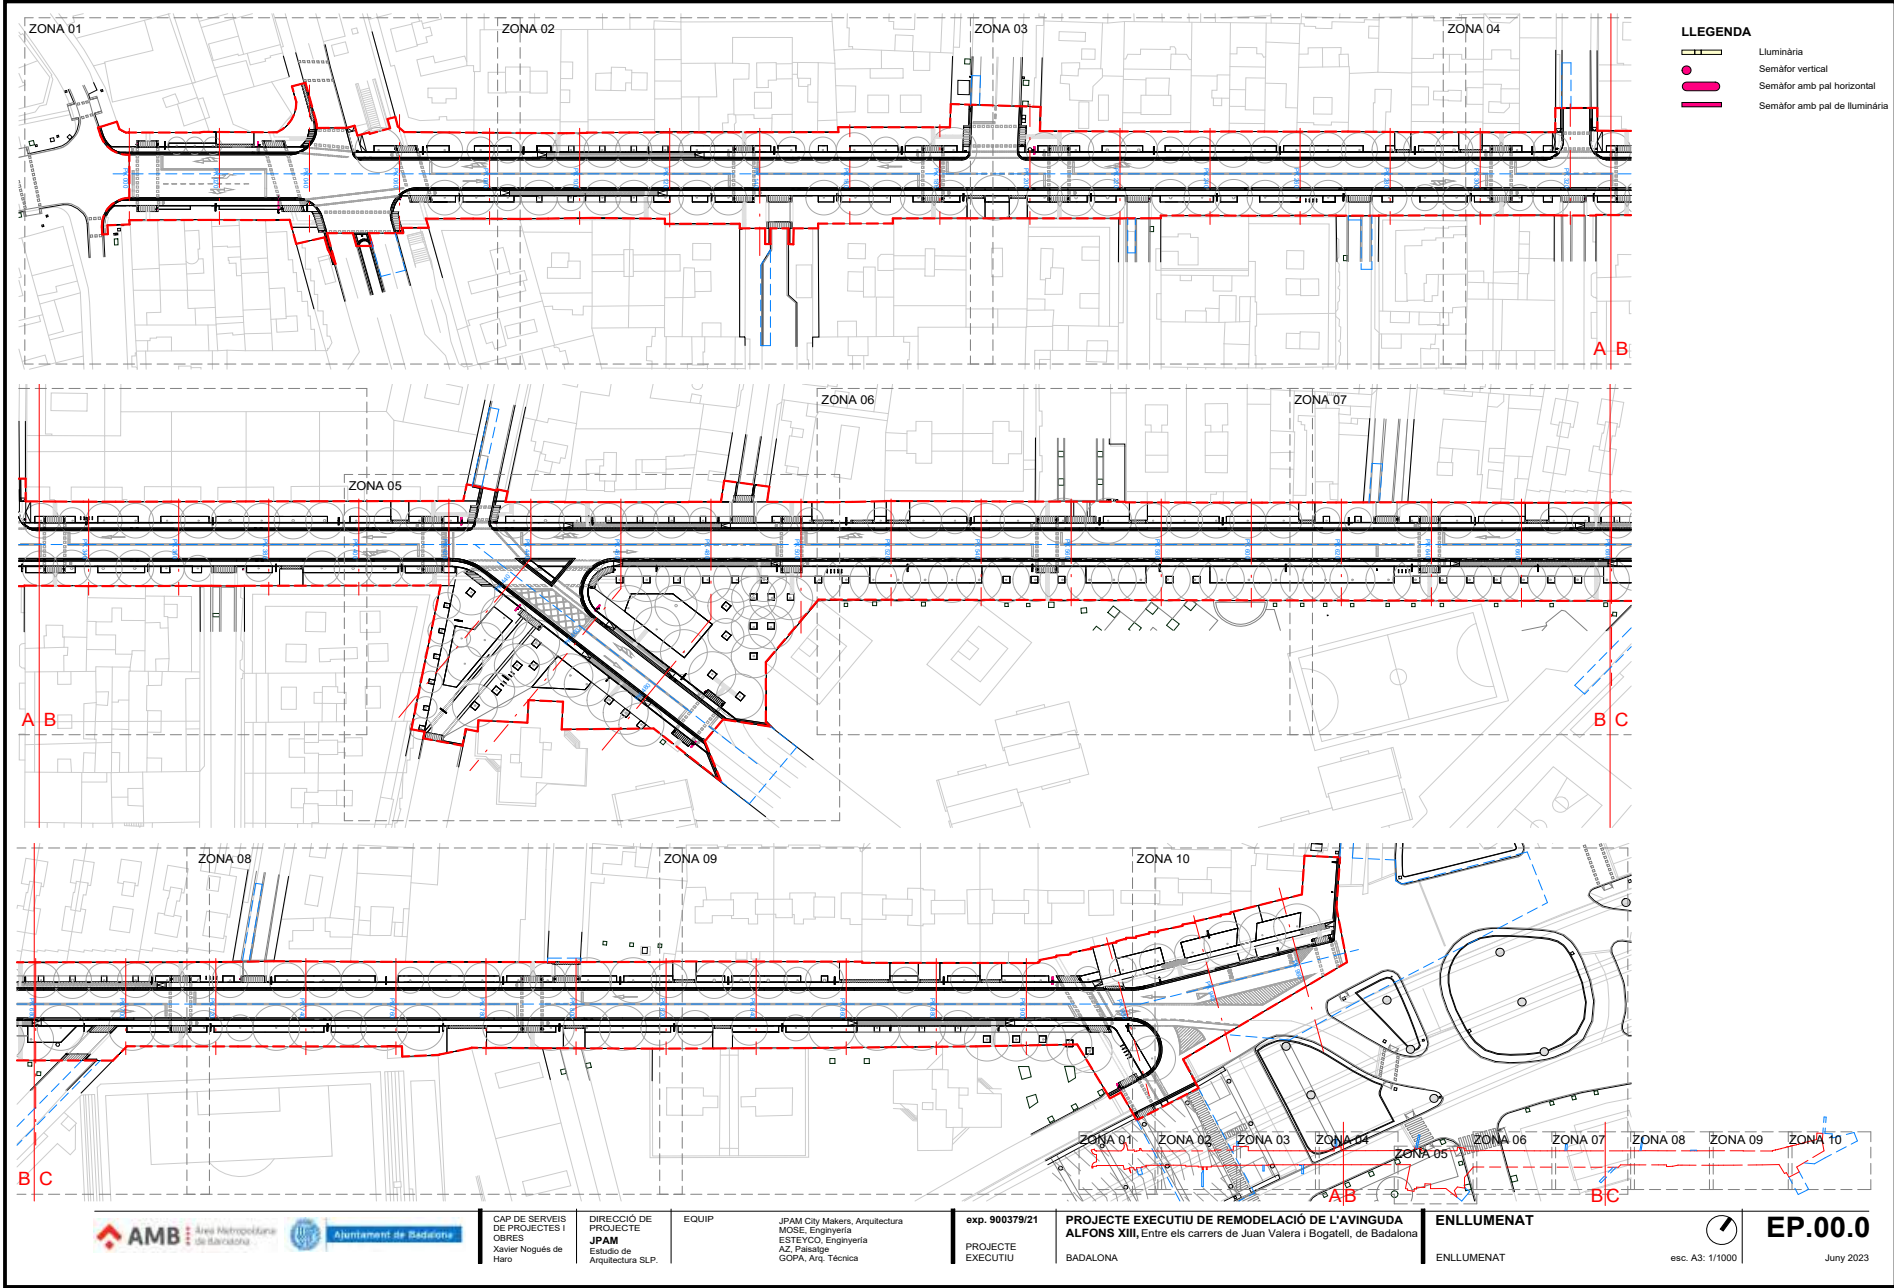 ZONA 01
ZONA 02
ZONA 03
ZONA 04
LLEGENDA
Lluminària
Semàfor vertical
Semàfor amb pal horitzontal
Semàfor amb pal de lluminària
A B
ZONA 05
ZONA 06
ZONA 07
A B
B C
ZONA 08
ZONA 09
ZONA 10
B C
ZONA 01
ZONA 02
ZONA 03
ZONA 04
ZONA 05
ZONA 06
ZONA 07
ZONA 08
ZONA 09
ZONA 10
A B
B C
AMB
Àrea Metropolitana
de Barcelona
Ajuntament de Badalona
CAP DE SERVEIS
DE PROJECTES I
OBRES
Xavier Nogués de
Haro
DIRECCIÓ DE
PROJECTE
JPAM
Estudio de
Arquitectura SLP.
EQUIP
JPAM City Makers, Arquitectura
MOSE, Enginyería
ESTEYCO, Enginyería
AZ, Paisatge
GOPA, Arq. Técnica
exp. 900379/21
PROJECTE
EXECUTIU
PROJECTE EXECUTIU DE REMODELACIÓ DE L'AVINGUDA
ALFONS XIII, Entre els carrers de Juan Valera i Bogatell, de Badalona
BADALONA
ENLLUMENAT
ENLLUMENAT
esc. A3: 1/1000
EP.00.0
Juny 2023